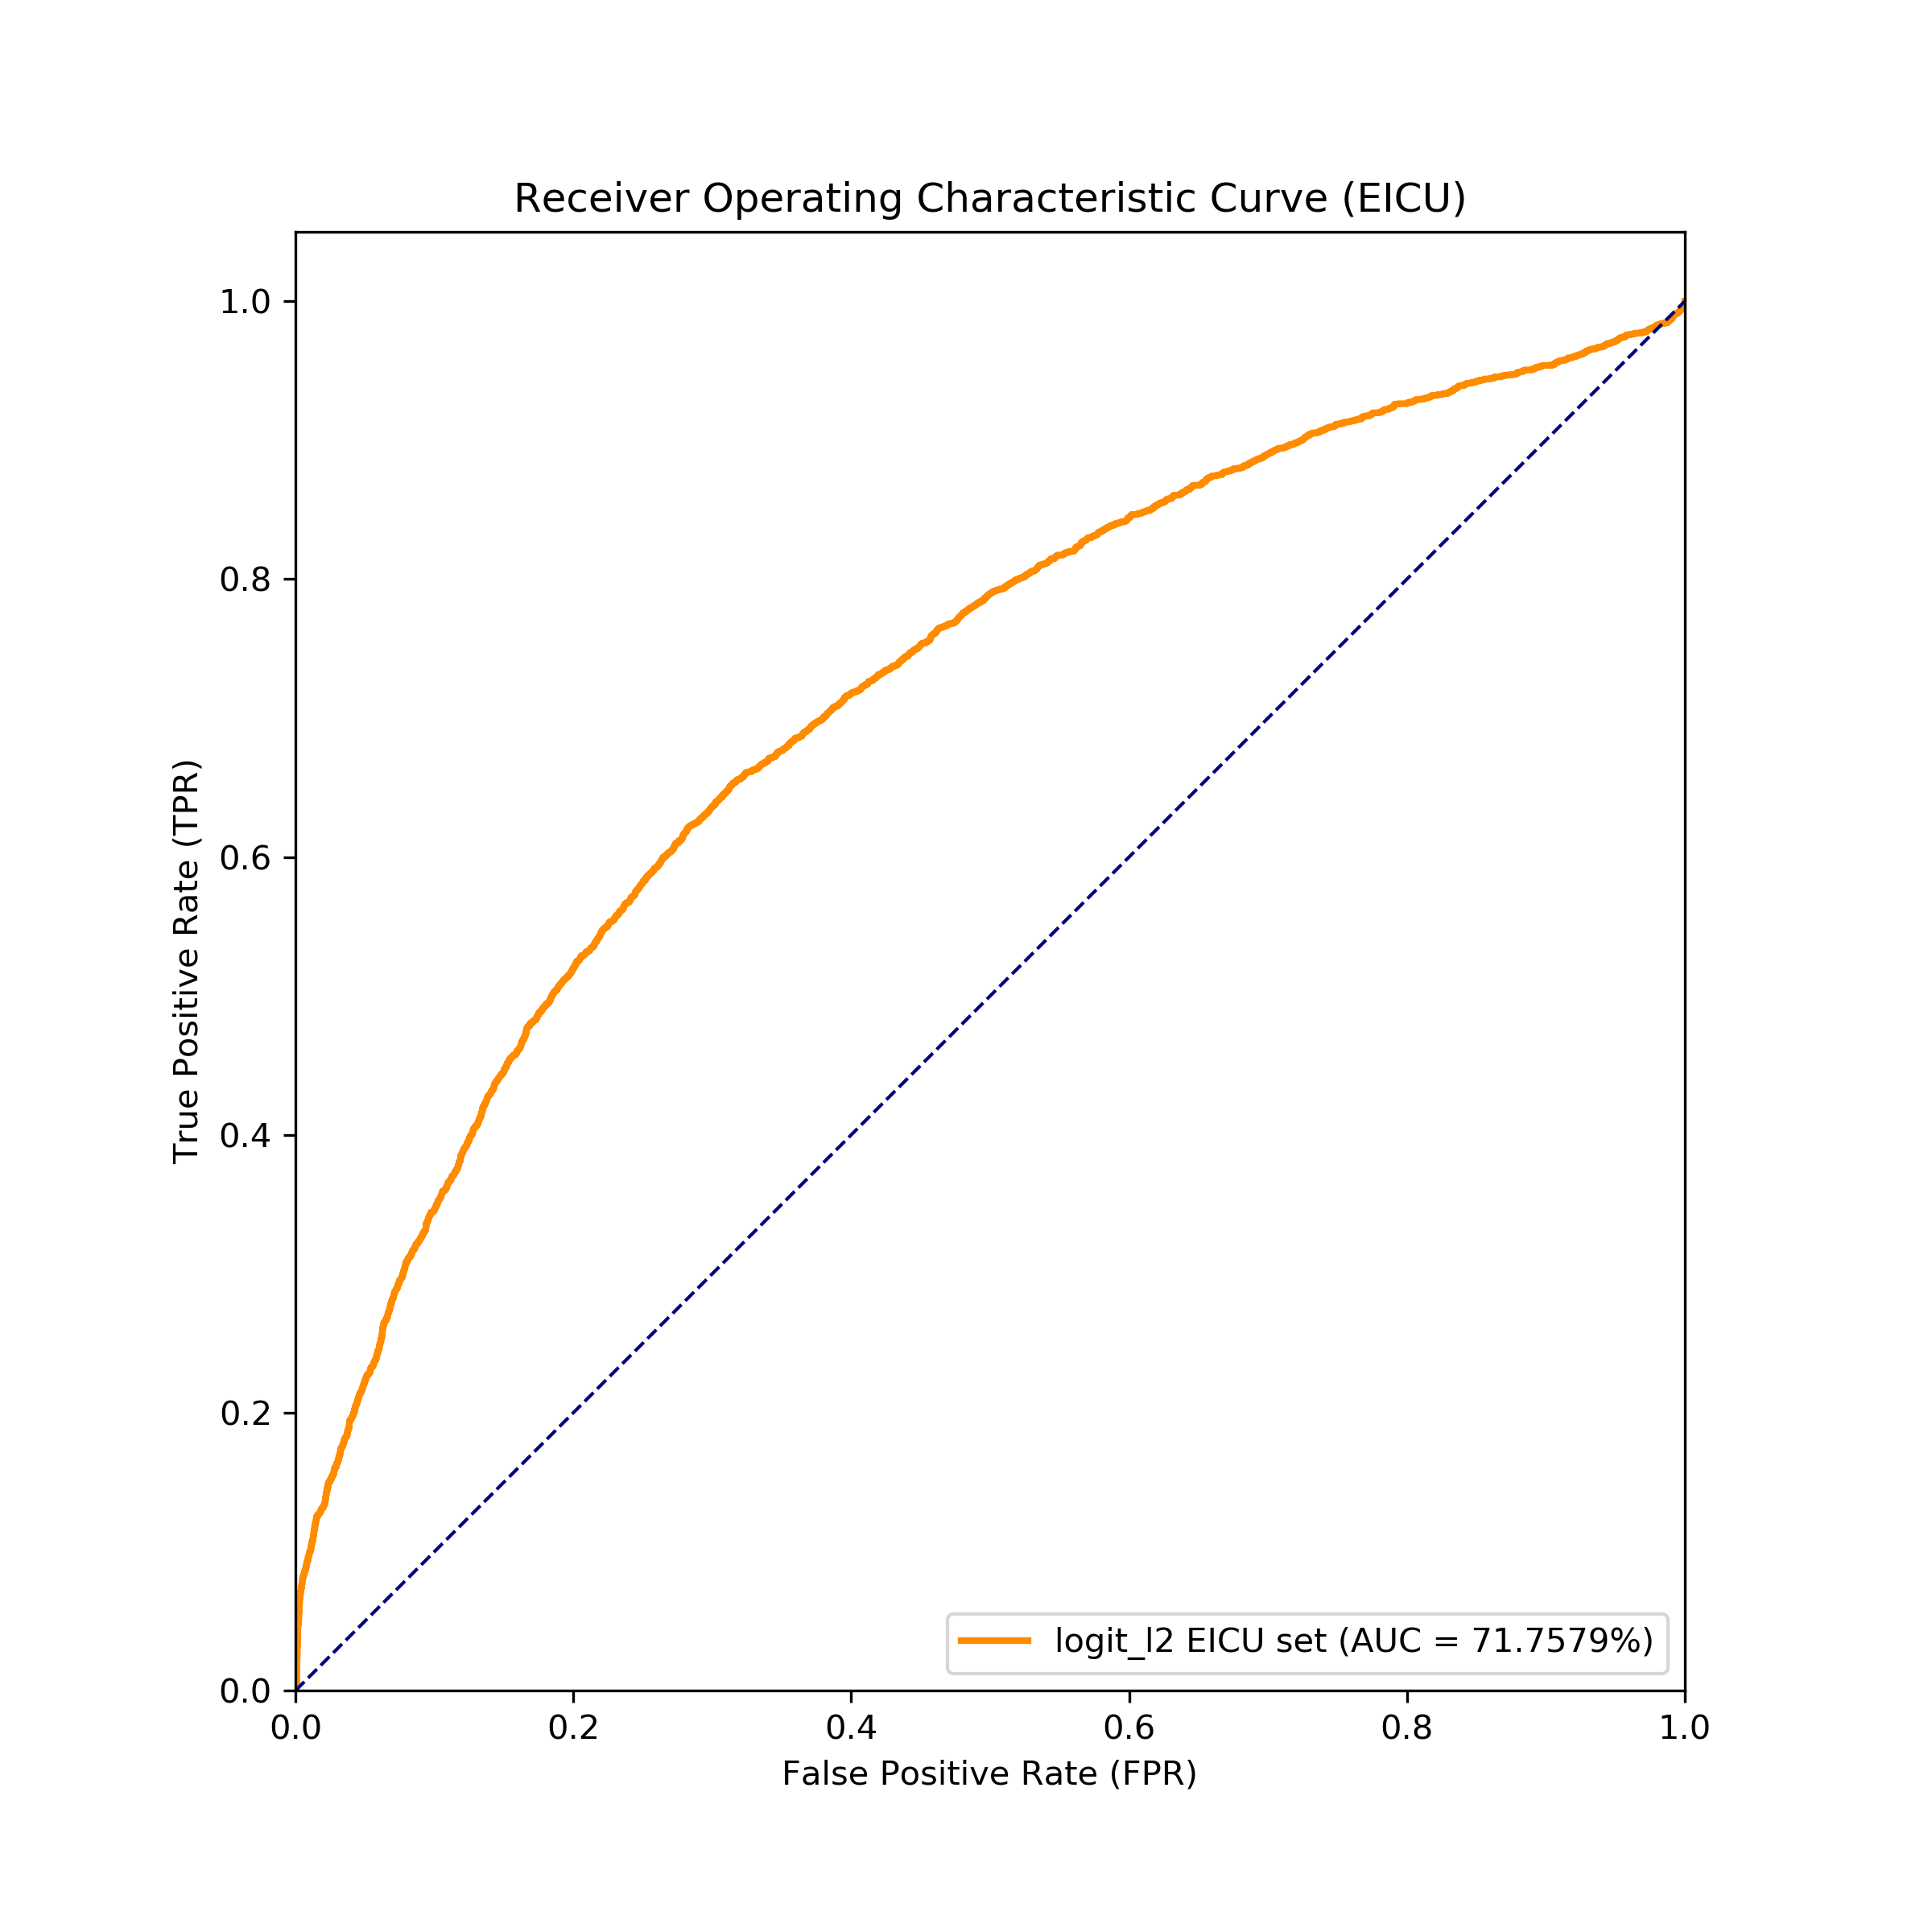 Receiver Operating Characteristic Curve (EICU)
1.0
0.8
0.6
0.4
0.2
0.0
True Positive Rate (TPR)
logit_l2 EICU set (AUC = 71.7579%)
0.0 0.2 0.4 0.6 0.8 1.0
False Positive Rate (FPR)